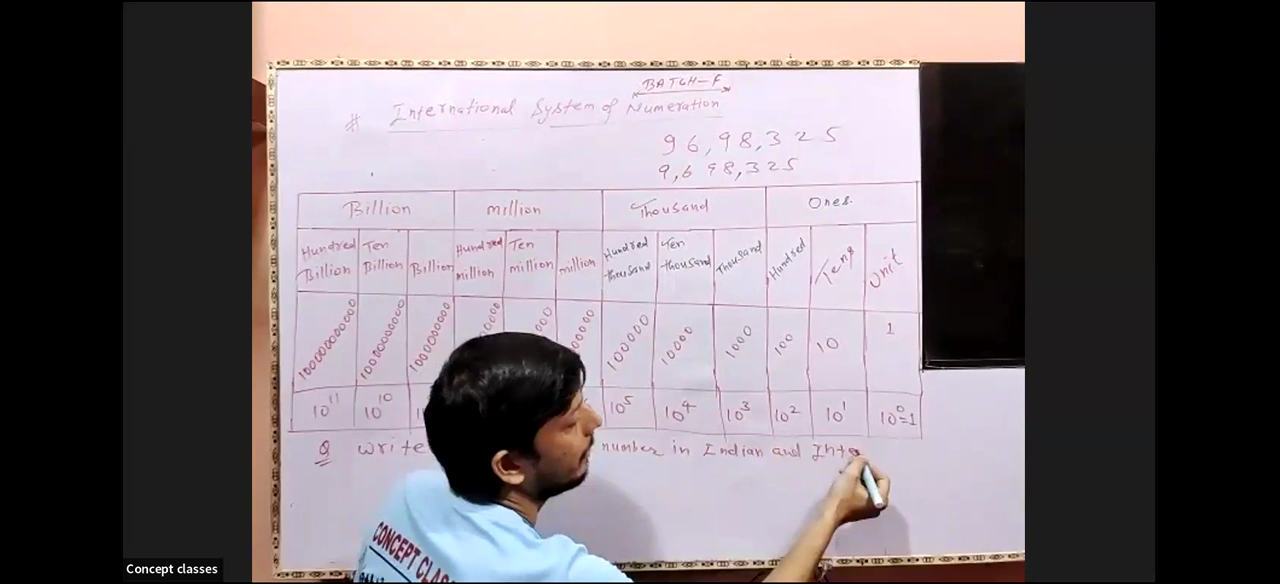 BATCH-F
# International System of Numeration
96,98,325
9,698,325
Billion million Thousand Ones
Hundred Billion Ten Billion Billion Hundred million Ten million million Hundred thousand Ten thousand Thousand Hundred Tens Unit
100000000000 10000000000 1000000000 100000 10000 1000 100 10 1
10¹¹ 10¹⁰ 10⁵ 10⁴ 10³ 10² 10¹ 10⁰=1
Q write number in Indian and Inte
CONCEPT CLAS
Concept classes